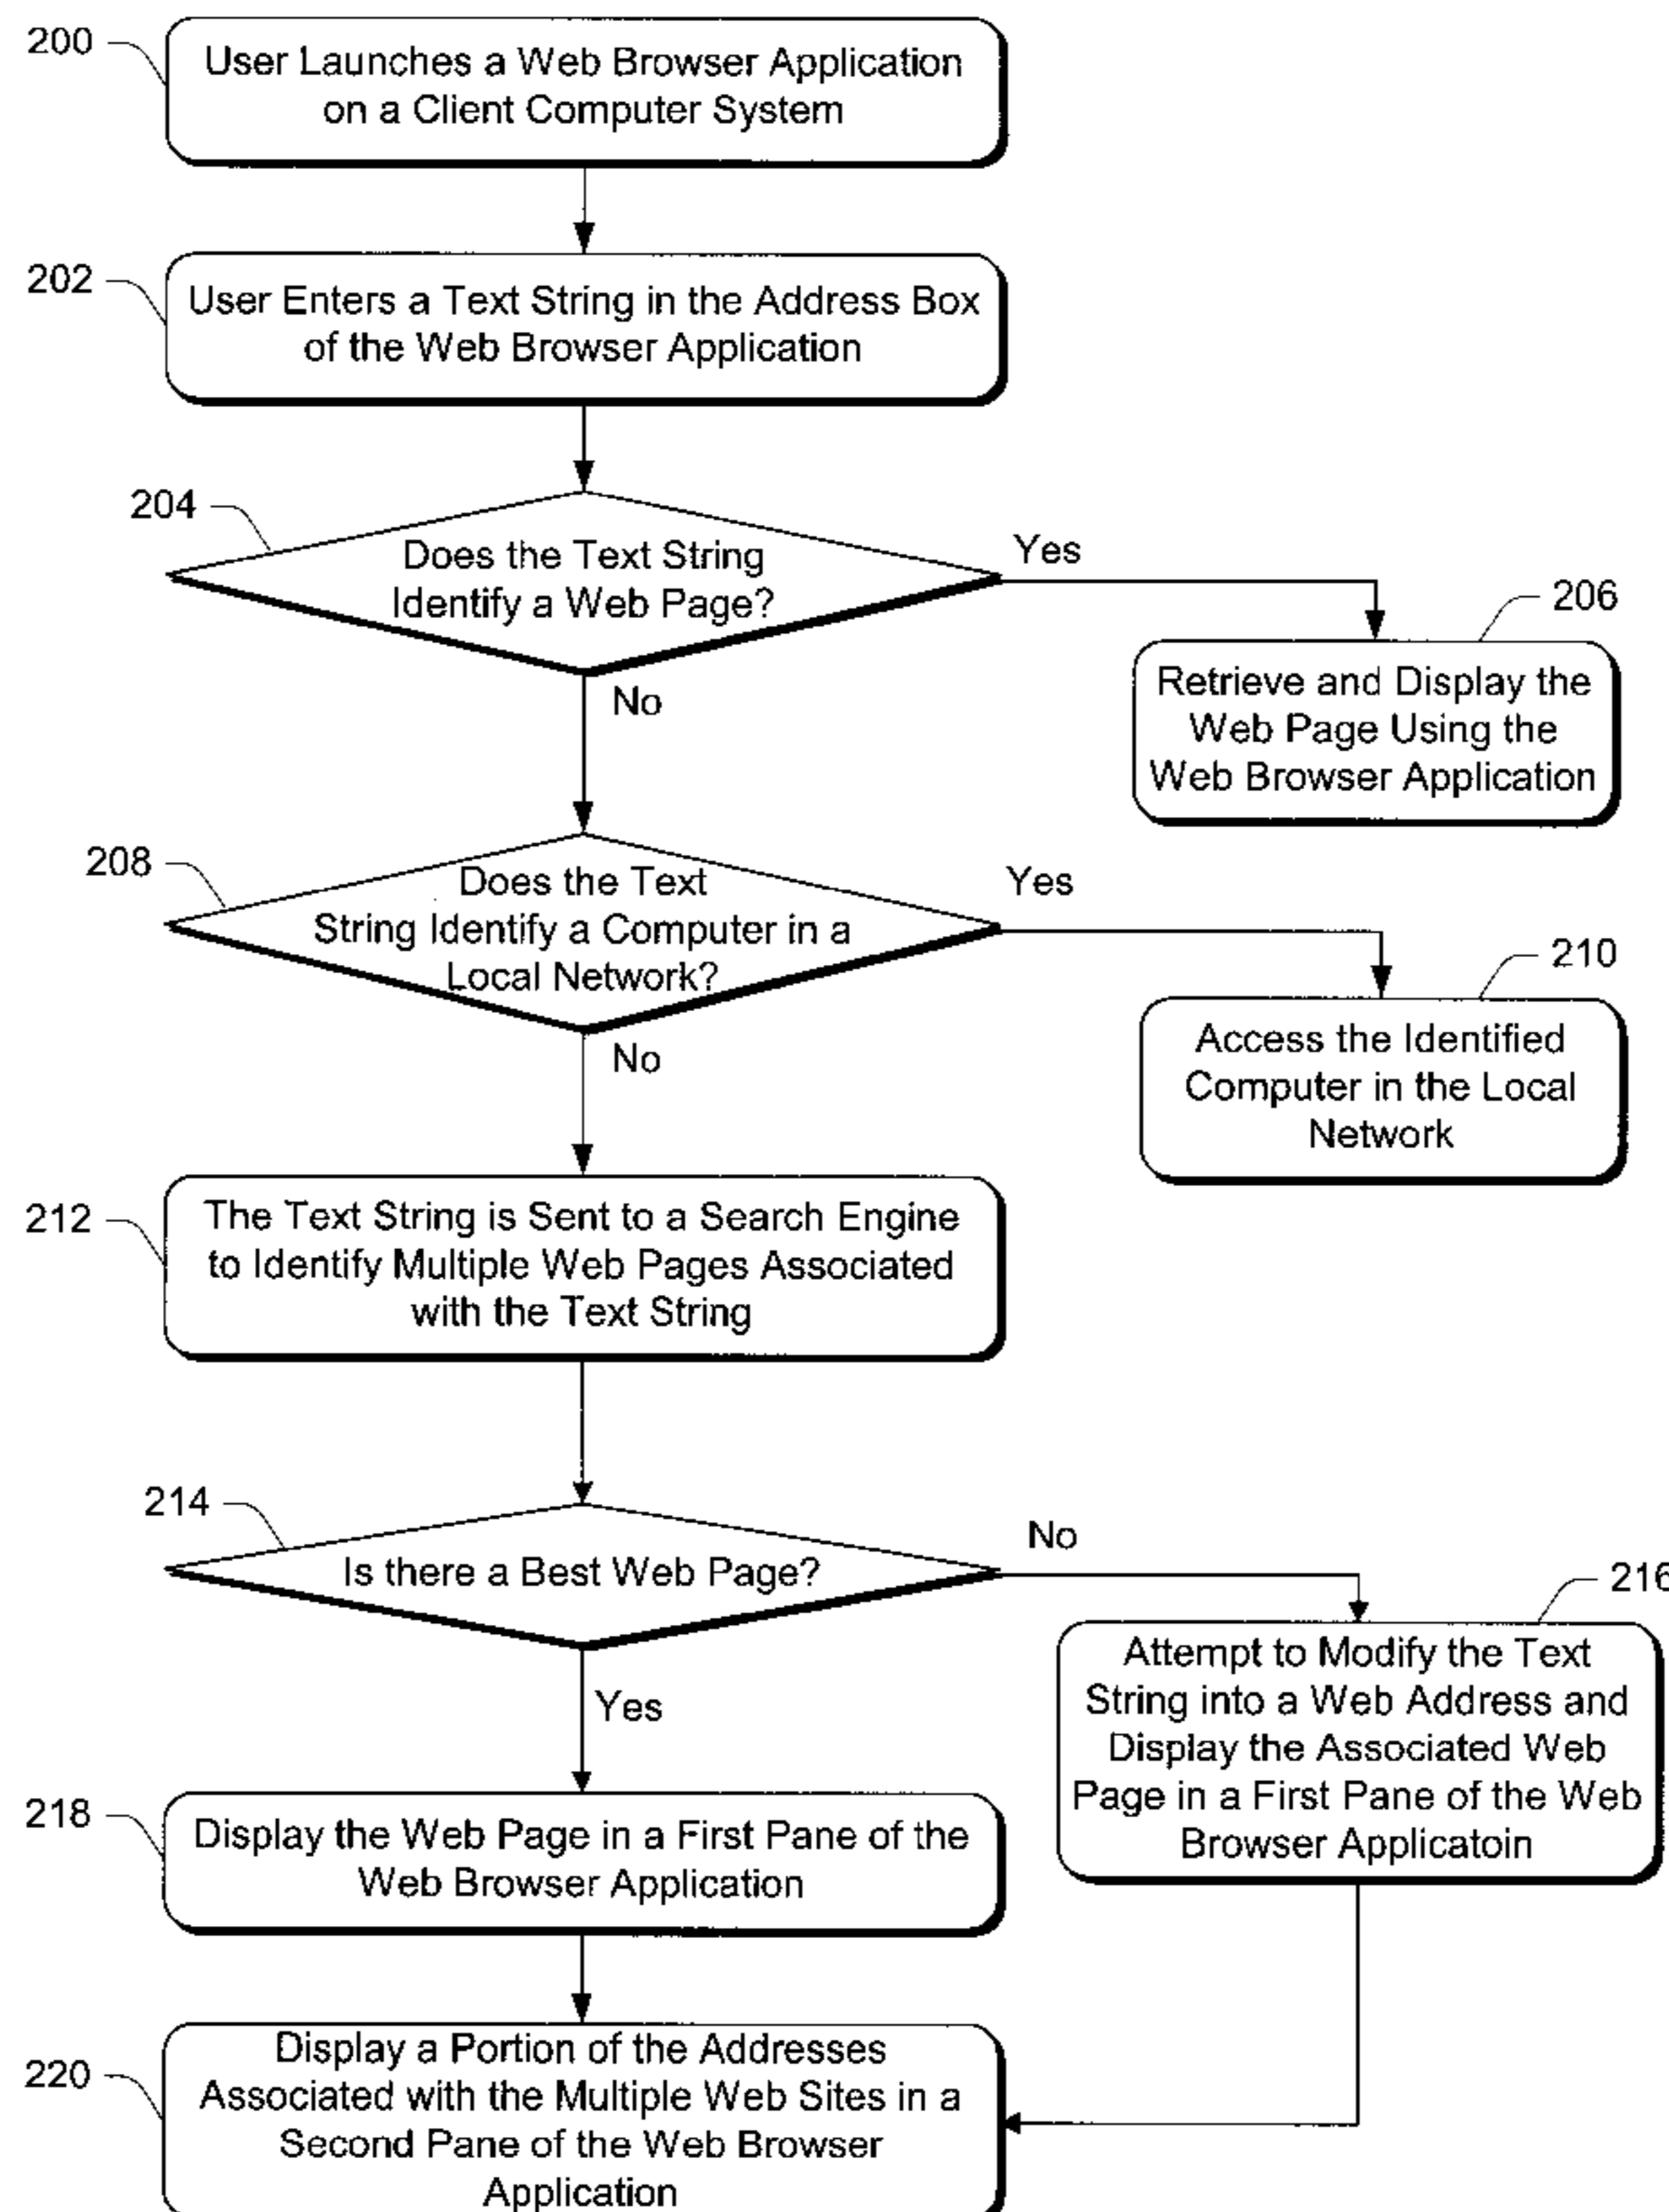 200
User Launches a Web Browser Application
on a Client Computer System
202
User Enters a Text String in the Address Box
of the Web Browser Application
204
Does the Text String
Identify a Web Page?
Yes
No
206
Retrieve and Display the
Web Page Using the
Web Browser Application
208
Does the Text
String Identify a Computer in a
Local Network?
Yes
No
210
Access the Identified
Computer in the Local
Network
212
The Text String is Sent to a Search Engine
to Identify Multiple Web Pages Associated
with the Text String
214
Is there a Best Web Page?
No
Yes
216
Attempt to Modify the Text
String into a Web Address and
Display the Associated Web
Page in a First Pane of the Web
Browser Applicatoin
218
Display the Web Page in a First Pane of the
Web Browser Application
220
Display a Portion of the Addresses
Associated with the Multiple Web Sites in a
Second Pane of the Web Browser
Application